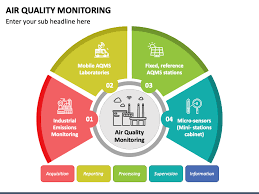 AIR QUALITY MONITORING
Enter your sub headline here
Mobile AQMS
Laboratories
Fixed, reference
AQMS stations
02
03
Industrial
Emissions
Monitoring
01
04
Micro-sensors
(Mini- stations
cabinet)
Air Quality
Monitoring
Acquisition
Reporting
Processing
Supervision
Information